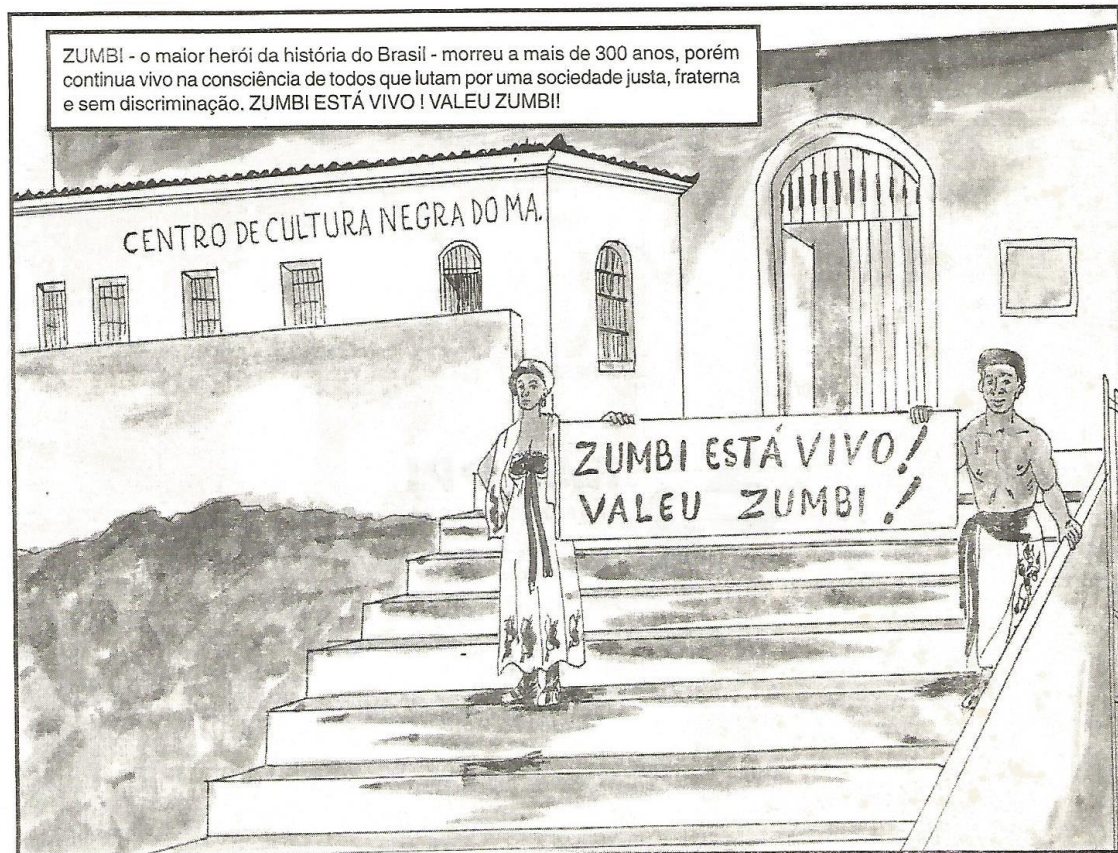 ZUMBI - o maior herói da história do Brasil - morreu a mais de 300 anos, porém
continua vivo na consciência de todos que lutam por uma sociedade justa, fraterna
e sem discriminação. ZUMBI ESTÁ VIVO ! VALEU ZUMBI!
CENTRO DE CULTURA NEGRA DO MA.
ZUMBI ESTÁ VIVO!
VALEU ZUMBI !